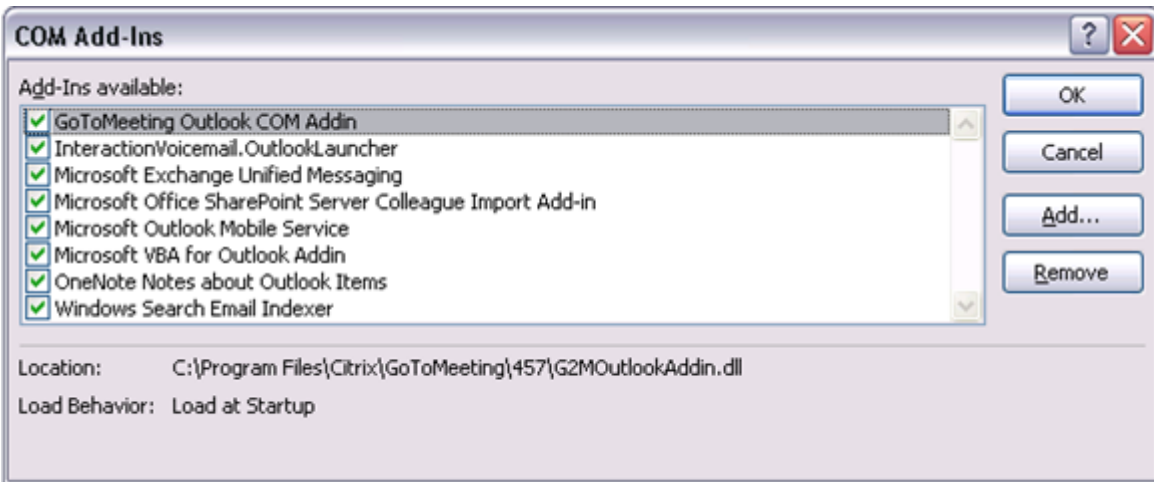 COM Add-Ins
?
Add-Ins available:
GoToMeeting Outlook COM Addin
InteractionVoicemail.OutlookLauncher
Microsoft Exchange Unified Messaging
Microsoft Office SharePoint Server Colleague Import Add-in
Microsoft Outlook Mobile Service
Microsoft VBA for Outlook Addin
OneNote Notes about Outlook Items
Windows Search Email Indexer
OK
Cancel
Add...
Remove
Location: C:\Program Files\Citrix\GoToMeeting\457\G2MOutlookAddin.dll
Load Behavior: Load at Startup